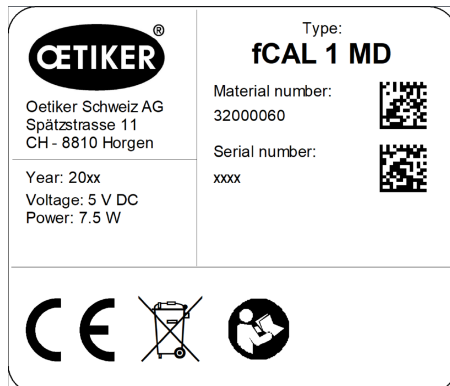 ŒTIKER®
Oetiker Schweiz AG
Spätzstrasse 11
CH - 8810 Horgen
Year: 20xx
Voltage: 5 V DC
Power: 7.5 W
Type:
fCAL 1 MD
Material number:
32000060
Serial number:
xxxx
CE